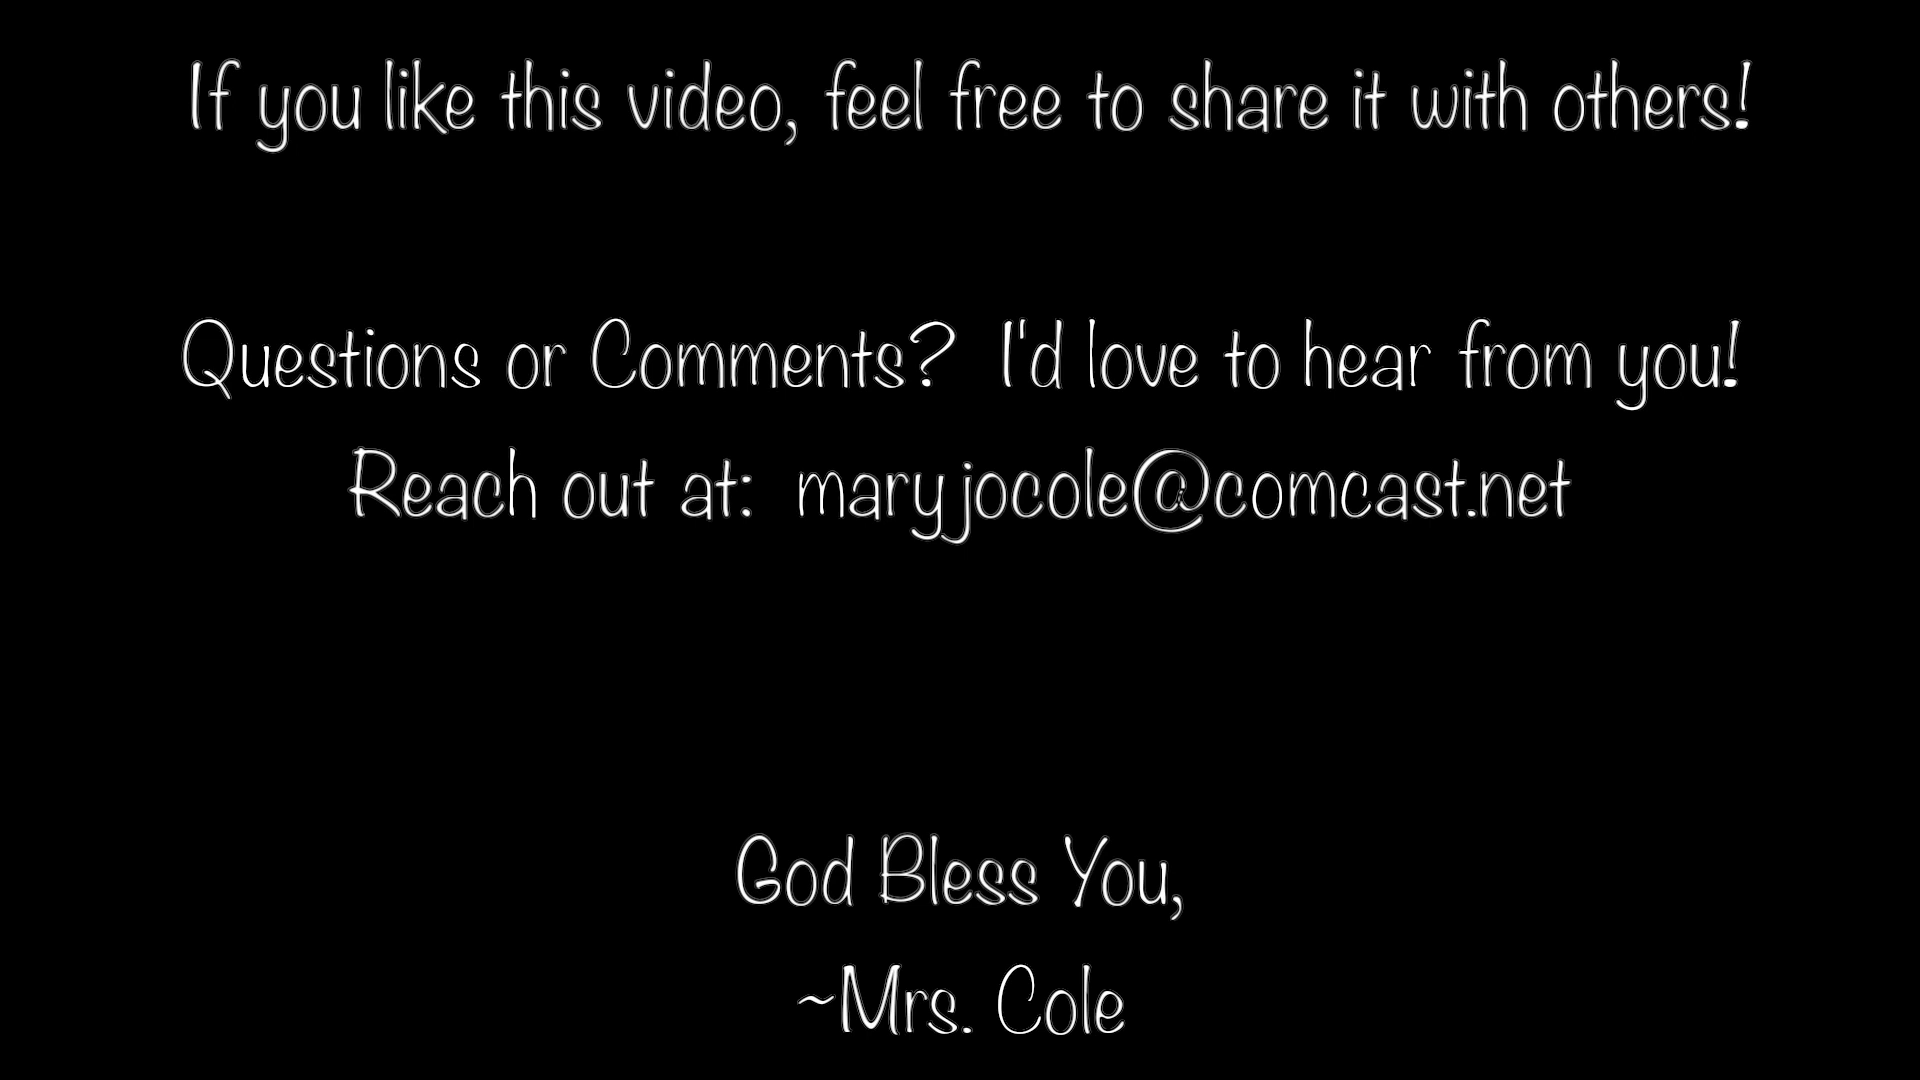 If you like this video, feel free to share it with others!
Questions or Comments?  I'd love to hear from you!
Reach out at:  maryjocole@comcast.net
God Bless You,
~Mrs. Cole